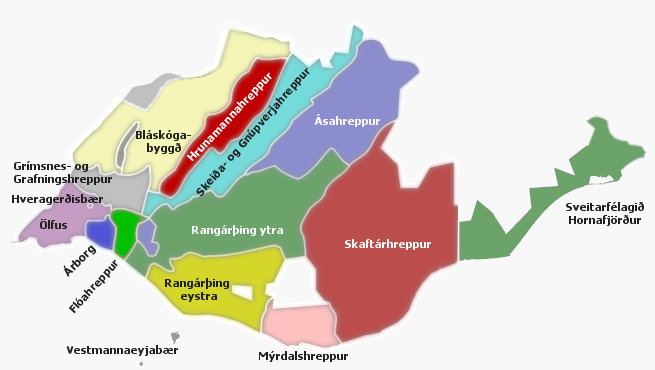 Hrunamannahreppur
Skeiða- og Gnúpverjahreppur
Ásahreppur
Bláskóga-
byggð
Grímsnes- og
Grafningshreppur
Hveragerðisbær
Sveitarfélagið
Hornafjörður
Ölfus
Rangárþing ytra
Skaftárhreppur
Árborg
Flóahreppur
Rangárþing
eystra
Vestmannaeyjabær
Mýrdalshreppur